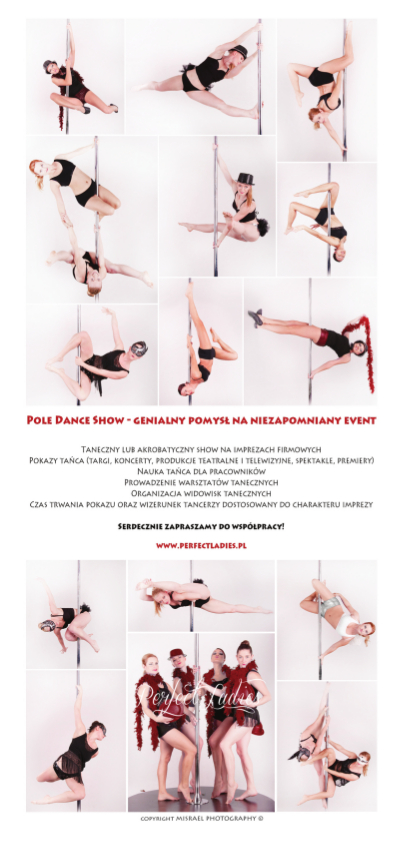 Pole Dance Show - genialny pomysł na niezapomniany event
Taneczny lub akrobatyczny show na imprezach firmowych
Pokazy tańca (targi, koncerty, produkcje teatralne i telewizyjne, spektakle, premiery)
Nauka tańca dla pracowników
Prowadzenie warsztatów tanecznych
Organizacja widowisk tanecznych
Czas trwania pokazu oraz wizerunek tancerzy dostosowany do charakteru imprezy
Serdecznie zapraszamy do współpracy!
www.perfectladies.pl
Perfect Ladies
copyright MISRAEL PHOTOGRAPHY ©